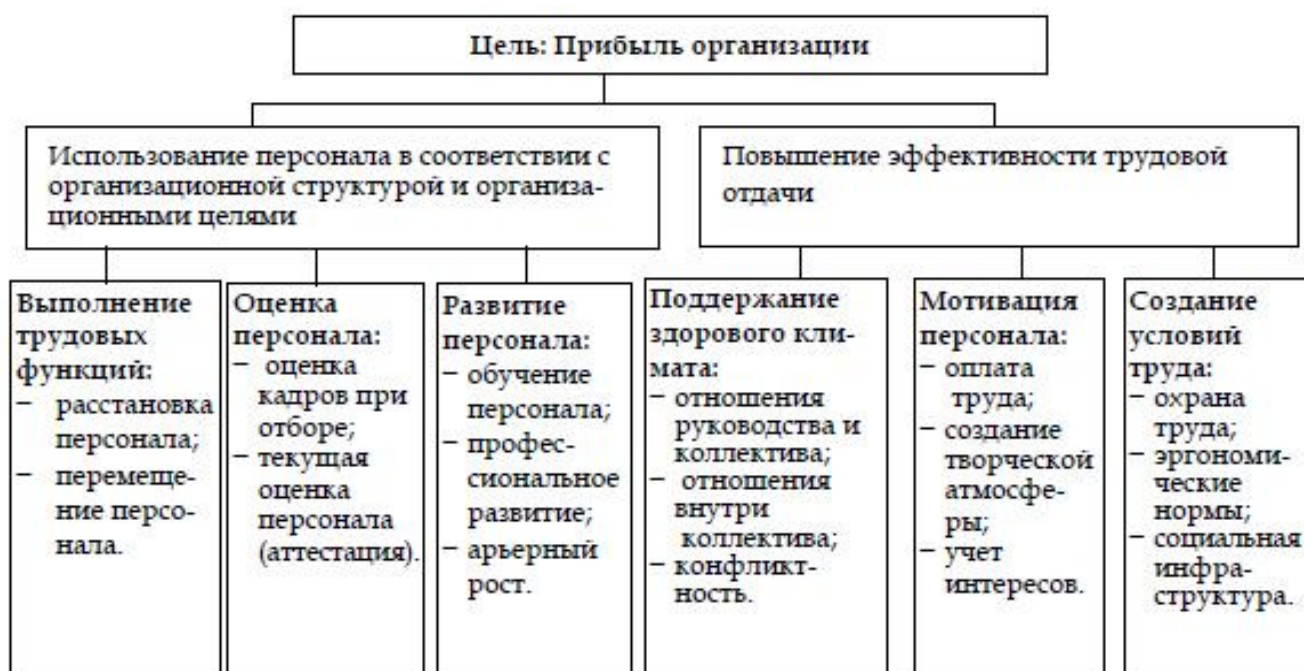 Цель: Прибыль организации
Использование персонала в соответствии с
организационной структурой и организа-
ционными целями
Повышение эффективности трудовой
отдачи
Выполнение
трудовых
функций:
– расстановка
персонала;
– перемеще-
ние персо-
нала.
Оценка
персонала:
– оценка
кадров при
отборе;
– текущая
оценка
персонала
(аттестация).
Развитие
персонала:
– обучение
персонала;
– профес-
сиональное
развитие;
– арьерный
рост.
Поддержание
здорового кли-
мата:
– отношения
руководства и
коллектива;
– отношения
внутри
коллектива;
– конфликт-
ность.
Мотивация
персонала:
– оплата
труда;
– создание
творческой
атмосфе-
ры;
– учет
интересов.
Создание
условий
труда:
– охрана
труда;
– эргономи-
ческие
нормы;
– социальная
инфра-
структура.